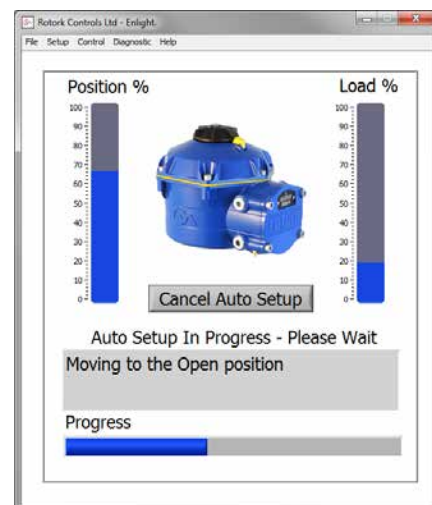 Rotork Controls Ltd - Enlight.
File Setup Control Diagnostic Help
Position %
Load %
100
90
80
70
60
50
40
30
20
10
0
100
90
80
70
60
50
40
30
20
10
0
Cancel Auto Setup
Auto Setup In Progress - Please Wait
Moving to the Open position
Progress